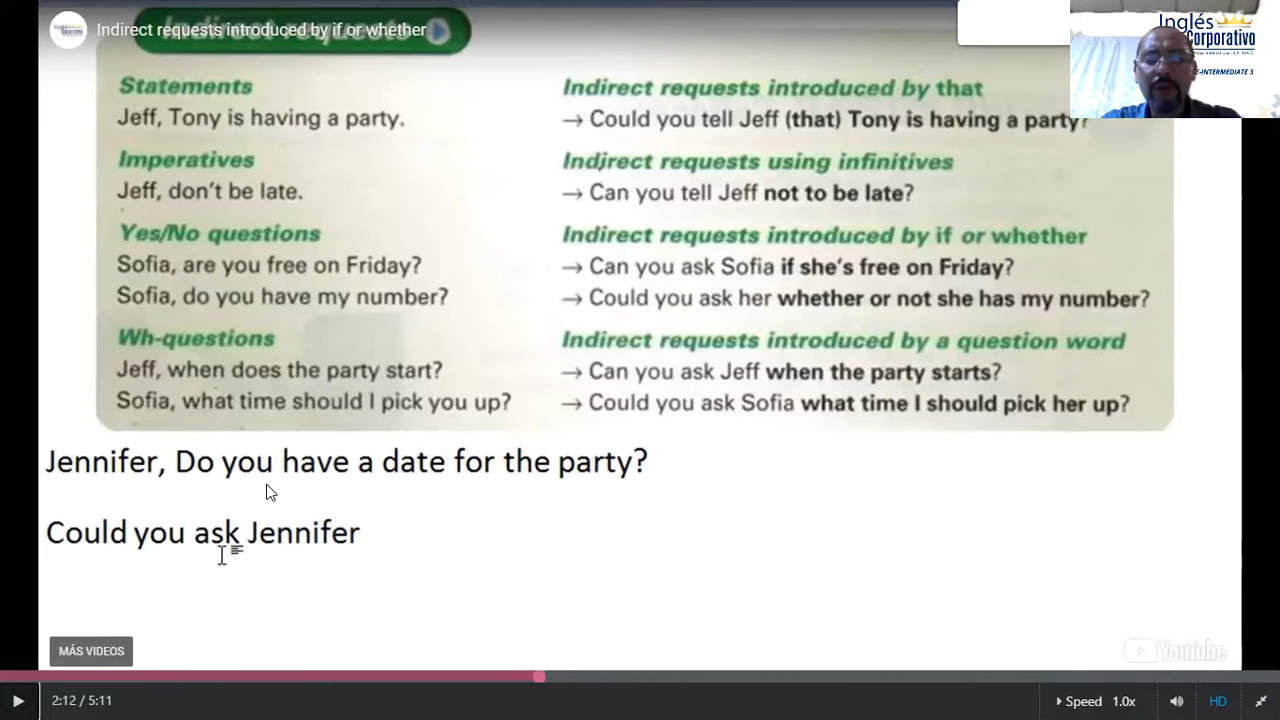 Indirect requests introduced by if or whether
Indirect requests
Inglés
Corporativo
PRE-INTERMEDIATE 3
Statements
Jeff, Tony is having a party.
Indirect requests introduced by that
→ Could you tell Jeff (that) Tony is having a party?
Imperatives
Jeff, don't be late.
Indirect requests using infinitives
→ Can you tell Jeff not to be late?
Yes/No questions
Sofia, are you free on Friday?
Sofia, do you have my number?
Indirect requests introduced by if or whether
→ Can you ask Sofia if she's free on Friday?
→ Could you ask her whether or not she has my number?
Wh-questions
Jeff, when does the party start?
Sofia, what time should I pick you up?
Indirect requests introduced by a question word
→ Can you ask Jeff when the party starts?
→ Could you ask Sofia what time I should pick her up?
Jennifer, Do you have a date for the party?
Could you ask Jennifer
MÁS VIDEOS
YouTube
2:12 / 5:11
Speed 1.0x
HD